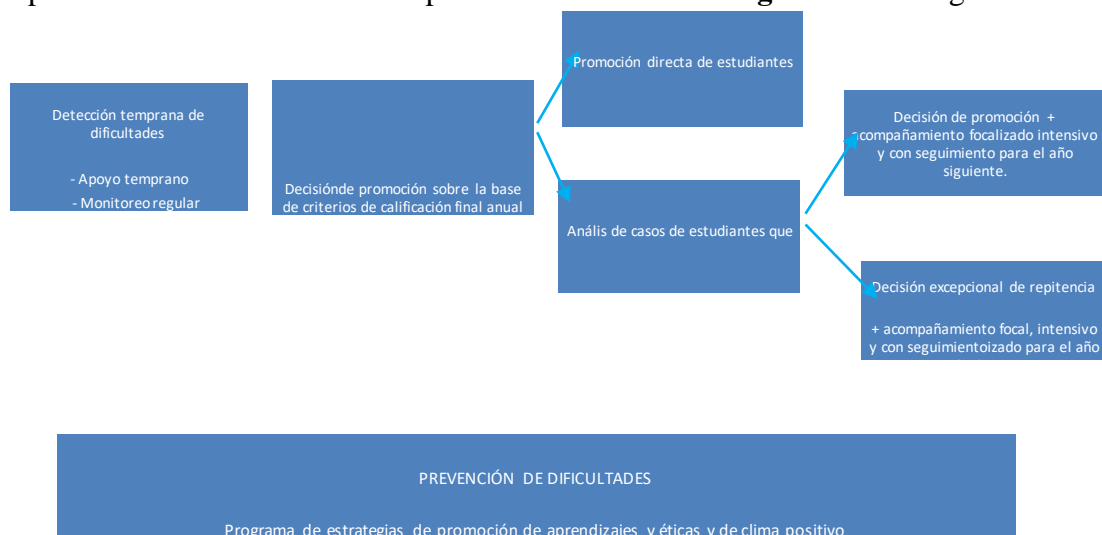 Promoción directa de estudiantes
Detección temprana de
dificultades
- Apoyo temprano
- Monitoreo regular
Decisiónde promoción sobre la base
de criterios de calificación final anual
Anális de casos de estudiantes que
Decisión de promoción +
acompañamiento focalizado intensivo
y con seguimiento para el año
siguiente.
Decisión excepcional de repitencia
+ acompañamiento focal, intensivo
y con seguimientoizado para el año
PREVENCIÓN DE DIFICULTADES
Programa de estrategias de promoción de aprendizajes y éticas y de clima positivo